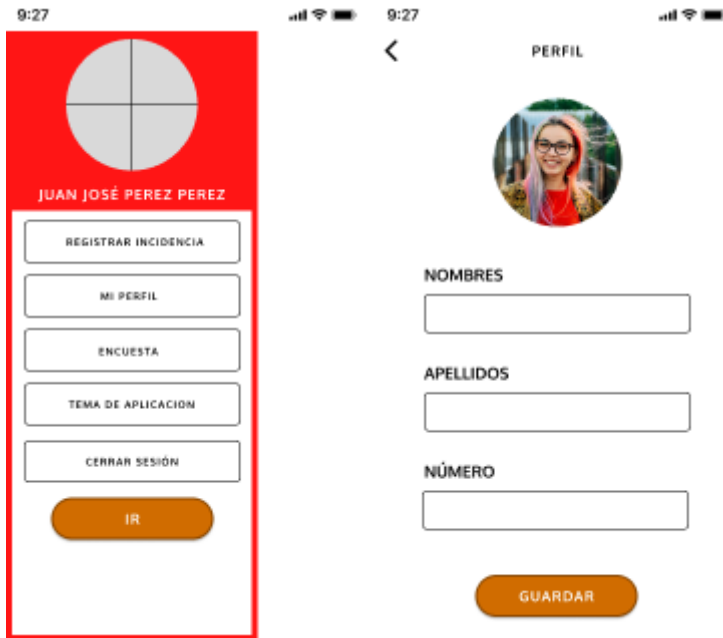 9:27
JUAN JOSÉ PEREZ PEREZ
REGISTRAR INCIDENCIA
MI PERFIL
ENCUESTA
TEMA DE APLICACION
CERRAR SESIÓN
IR
9:27
PERFIL
NOMBRES
APELLIDOS
NÚMERO
GUARDAR